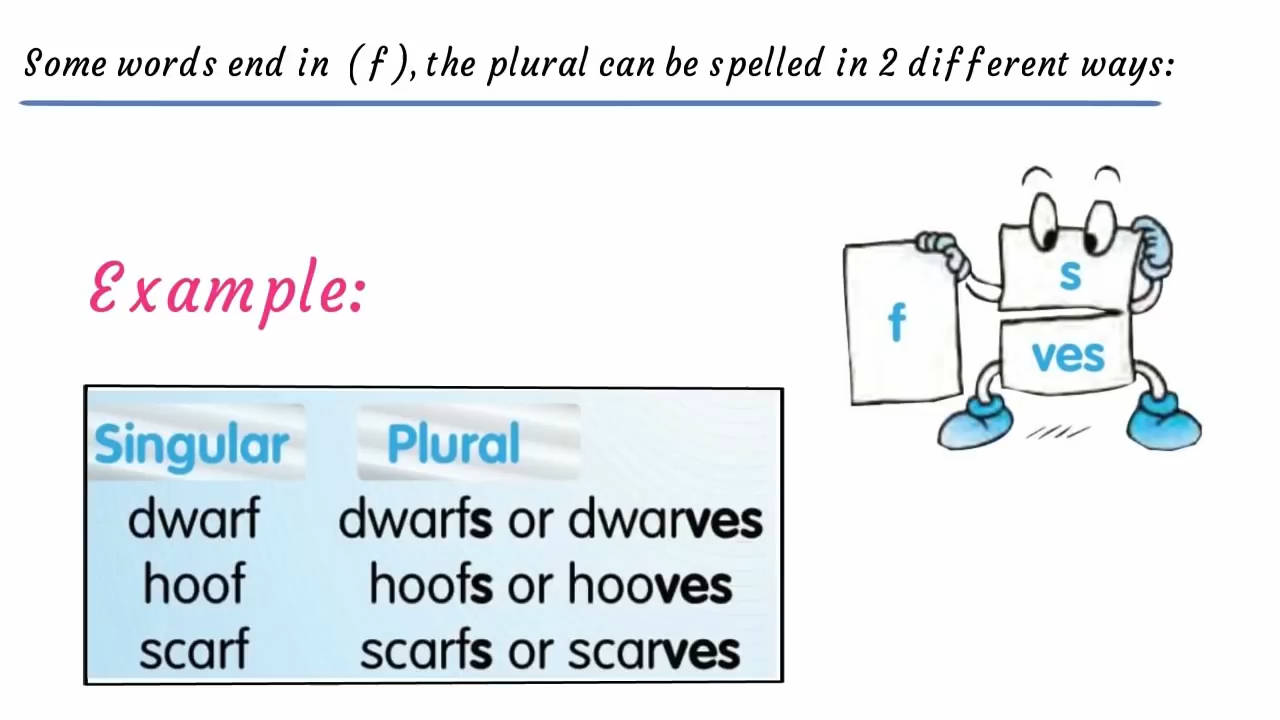 Some words end in (f), the plural can be spelled in 2 different ways:
Example:
f
s
ves
Singular Plural
dwarf dwarfs or dwarves
hoof hoofs or hooves
scarf scarfs or scarves